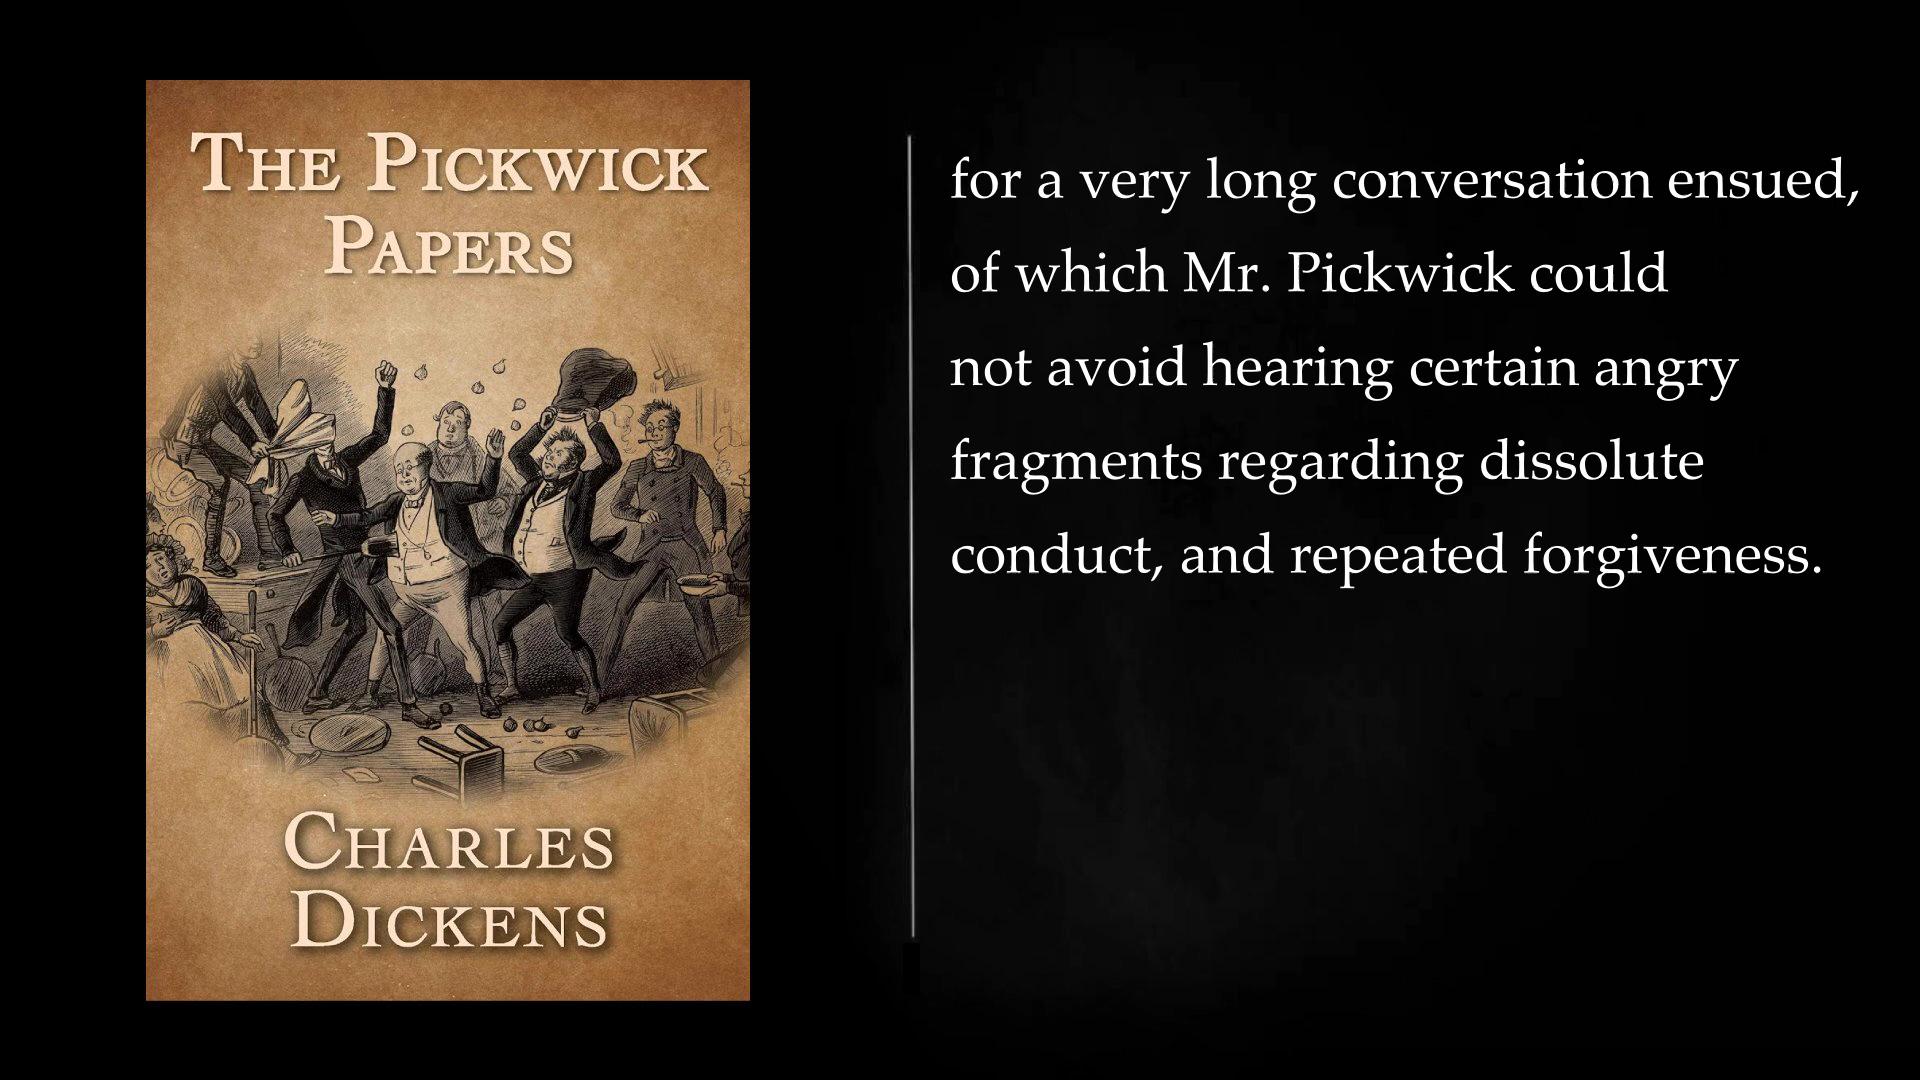 THE PICKWICK
PAPERS
CHARLES
DICKENS
for a very long conversation ensued,
of which Mr. Pickwick could
not avoid hearing certain angry
fragments regarding dissolute
conduct, and repeated forgiveness.